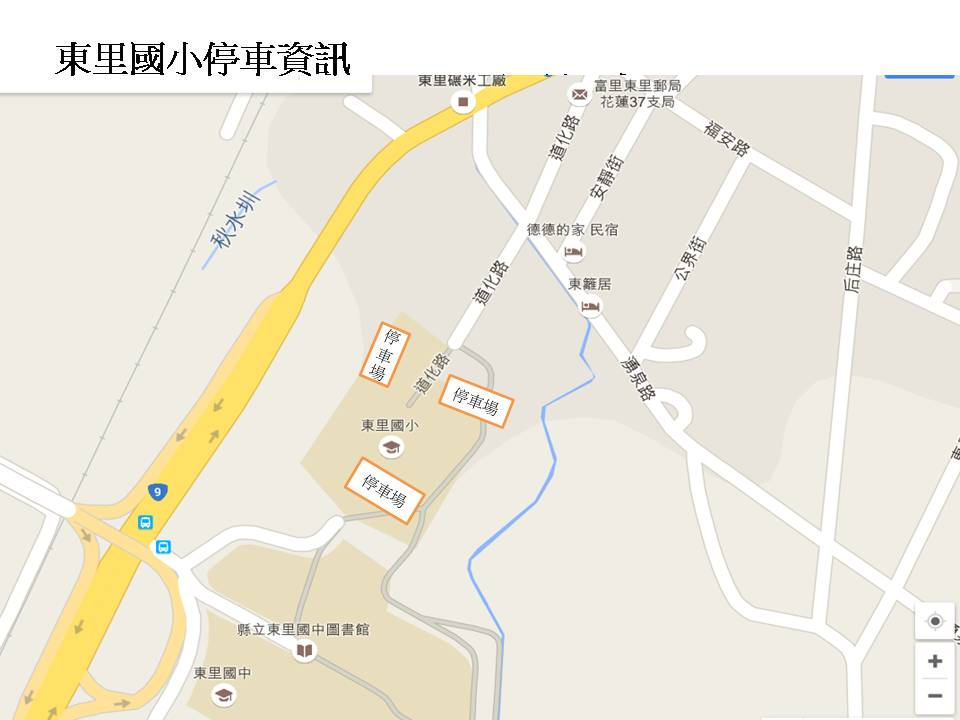 東里國小停車資訊
東里碾米工廠
富里東里郵局
花蓮37支局
道化路
福安路
安靜街
秋水圳
德德的家 民宿
公界街
后庄路
道化路
東籬居
停車場
道化路
湧泉路
停車場
東里國小
停車場
9
縣立東里國中圖書館
東里國中